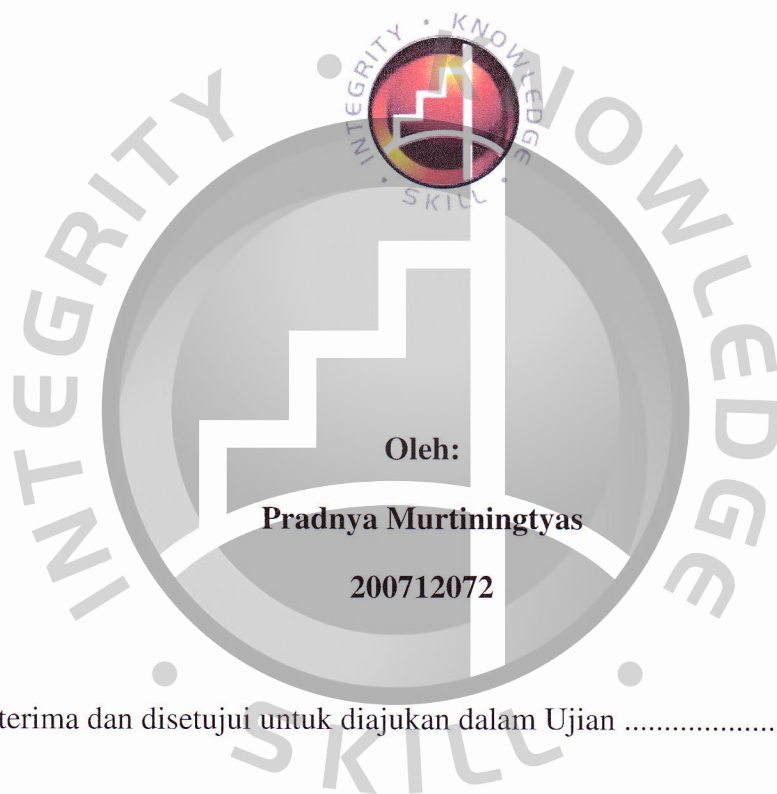 INTEGRITY • KNOWLEDGE • SKILL •
INTEGRITY • KNOWLEDGE • SKILL •
Oleh:
Pradnya Murtiningtyas
200712072
terima dan disetujui untuk diajukan dalam Ujian ...................